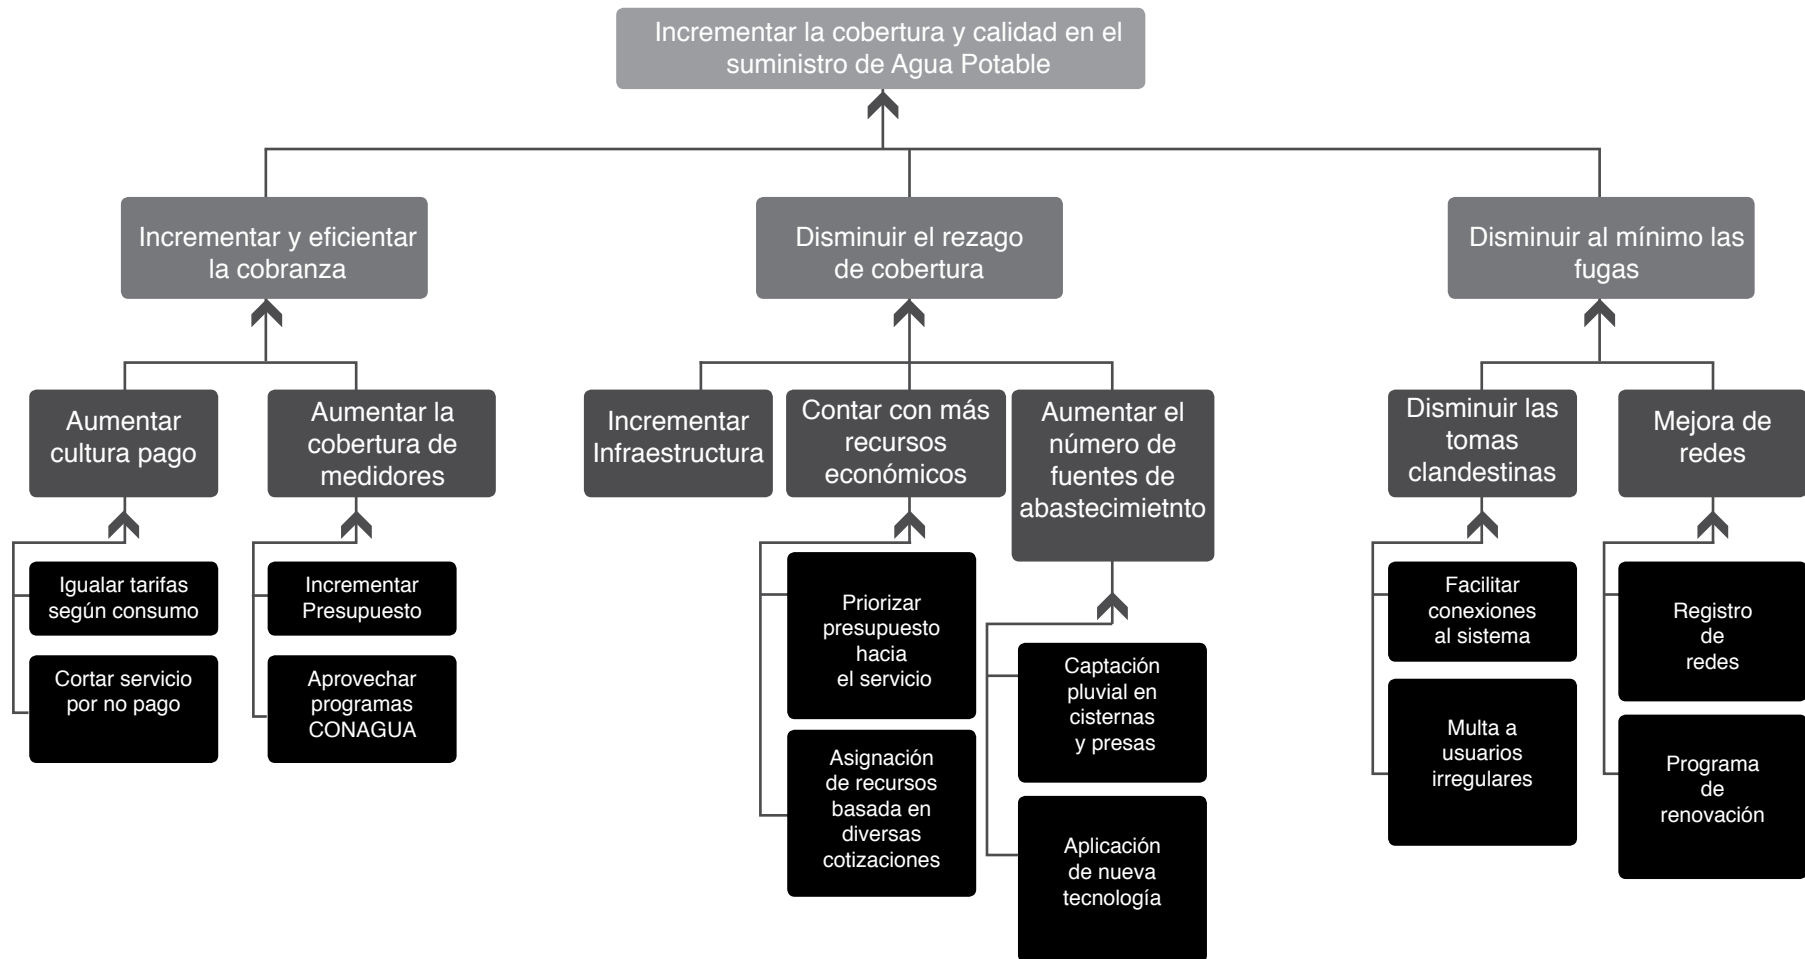 Incrementar la cobertura y calidad en el
suministro de Agua Potable
Incrementar y eficientar
la cobranza
Disminuir el rezago
de cobertura
Disminuir al mínimo las
fugas
Aumentar
cultura pago
Aumentar la
cobertura de
medidores
Incrementar
Infraestructura
Contar con más
recursos
económicos
Aumentar el
número de
fuentes de
abastecimietnto
Disminuir las
tomas
clandestinas
Mejora de
redes
Igualar tarifas
según consumo
Cortar servicio
por no pago
Incrementar
Presupuesto
Aprovechar
programas
CONAGUA
Priorizar
presupuesto
hacia
el servicio
Asignación
de recursos
basada en
diversas
cotizaciones
Captación
pluvial en
cisternas
y presas
Aplicación
de nueva
tecnología
Facilitar
conexiones
al sistema
Multa a
usuarios
irregulares
Registro
de
redes
Programa
de
renovación